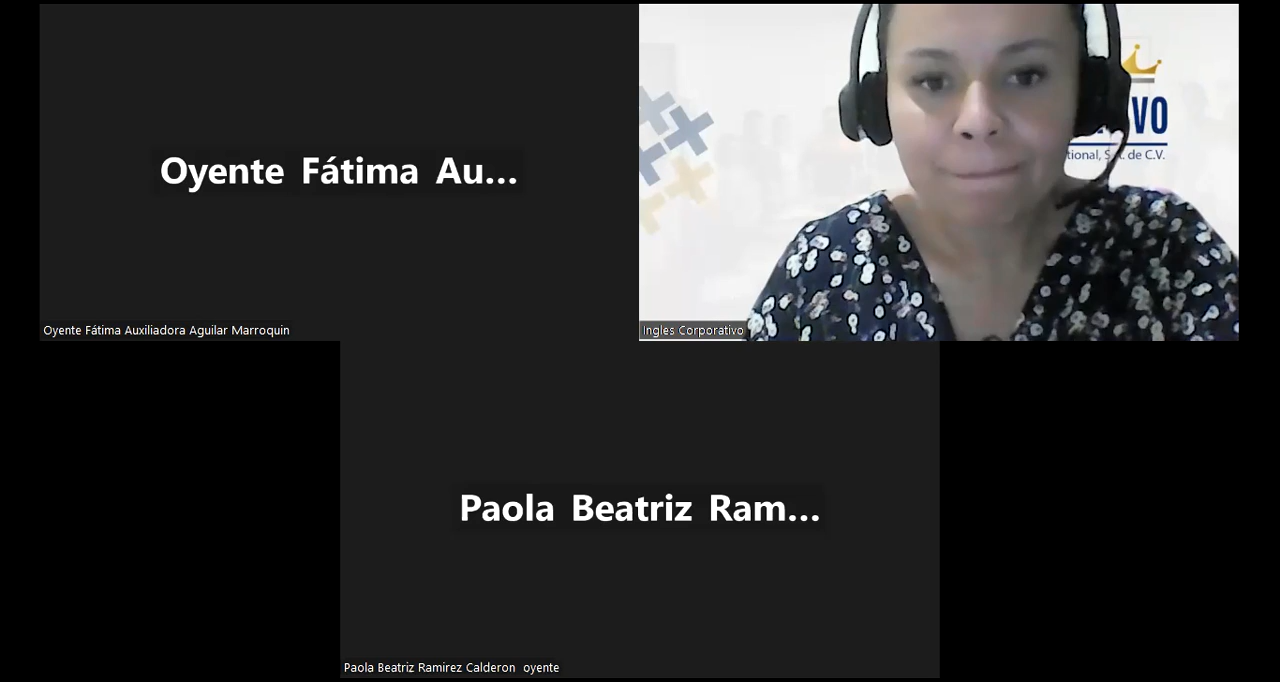 Oyente Fátima Au...
Oyente Fátima Auxiliadora Aguilar Marroquin
VO
tional, S.A. de C.V.
Ingles Corporativo
Paola Beatriz Ram...
Paola Beatriz Ramirez Calderon oyente